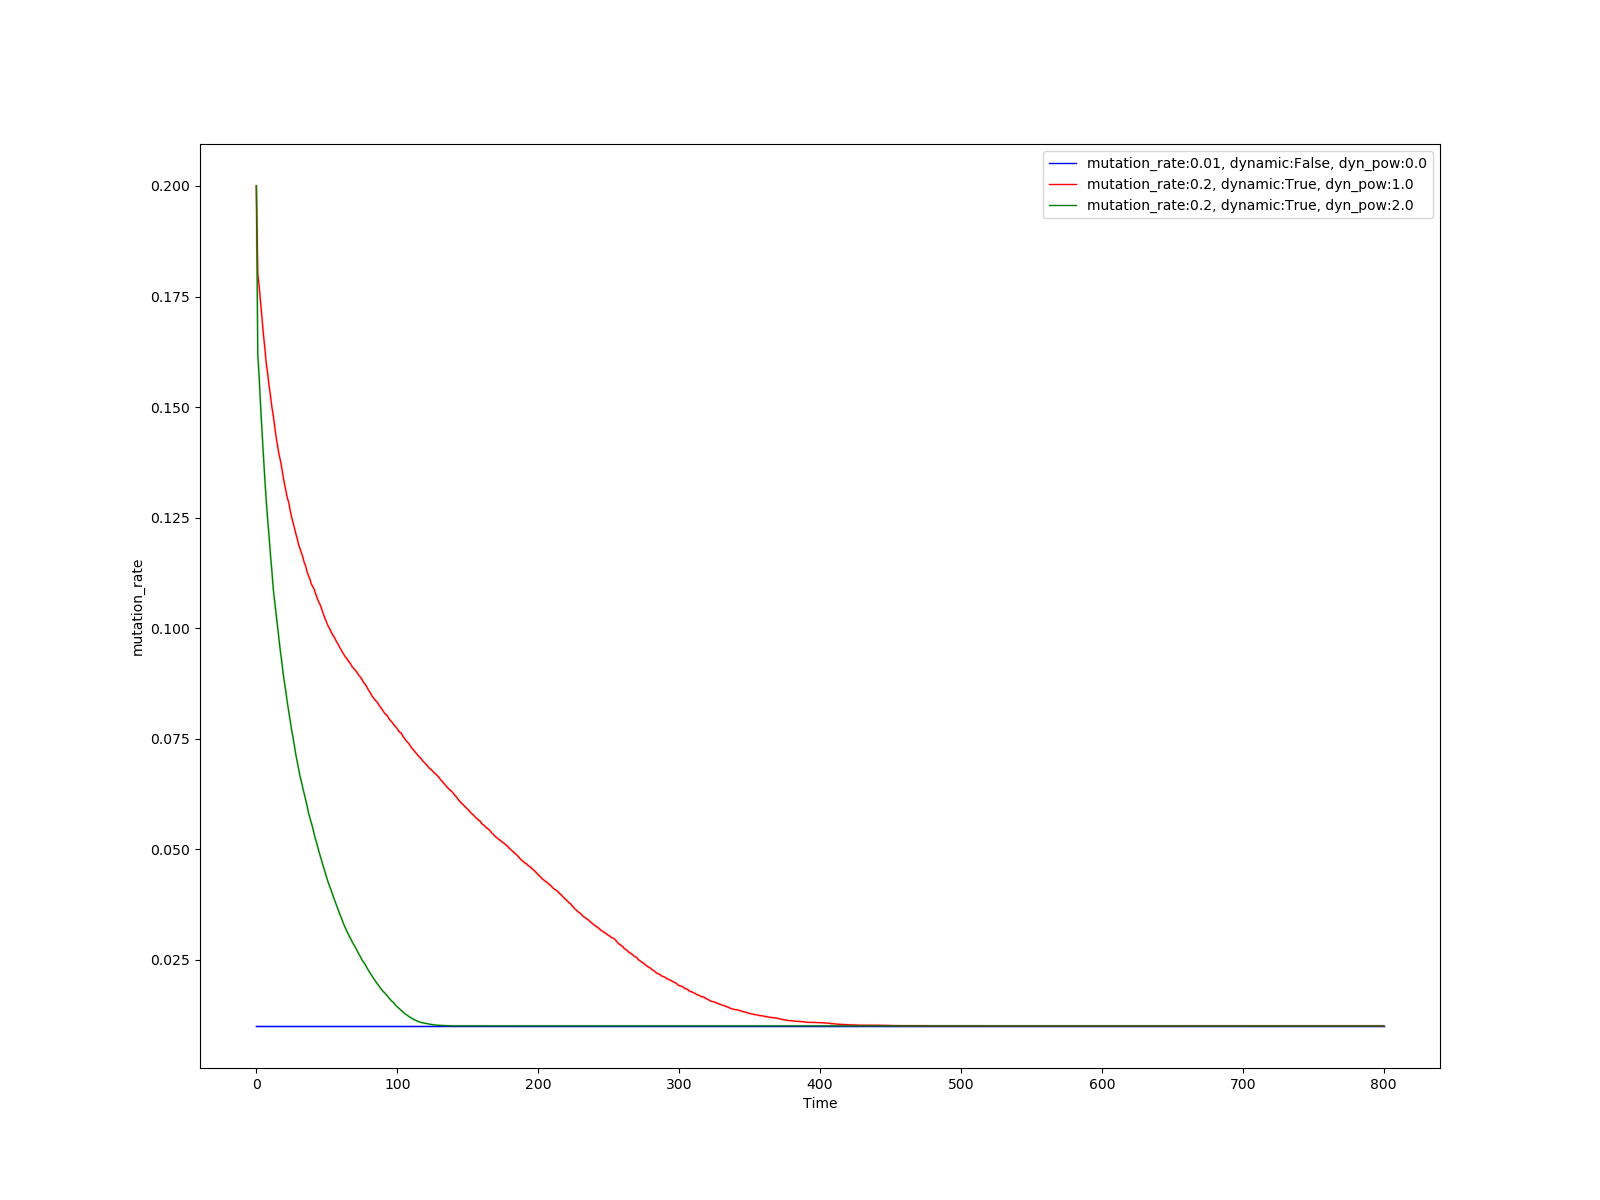 mutation_rate:0.01, dynamic:False, dyn_pow:0.0
mutation_rate:0.2, dynamic:True, dyn_pow:1.0
mutation_rate:0.2, dynamic:True, dyn_pow:2.0
0.200
0.175
0.150
0.125
0.100
0.075
0.050
0.025
mutation_rate
0 100 200 300 400 500 600 700 800
Time